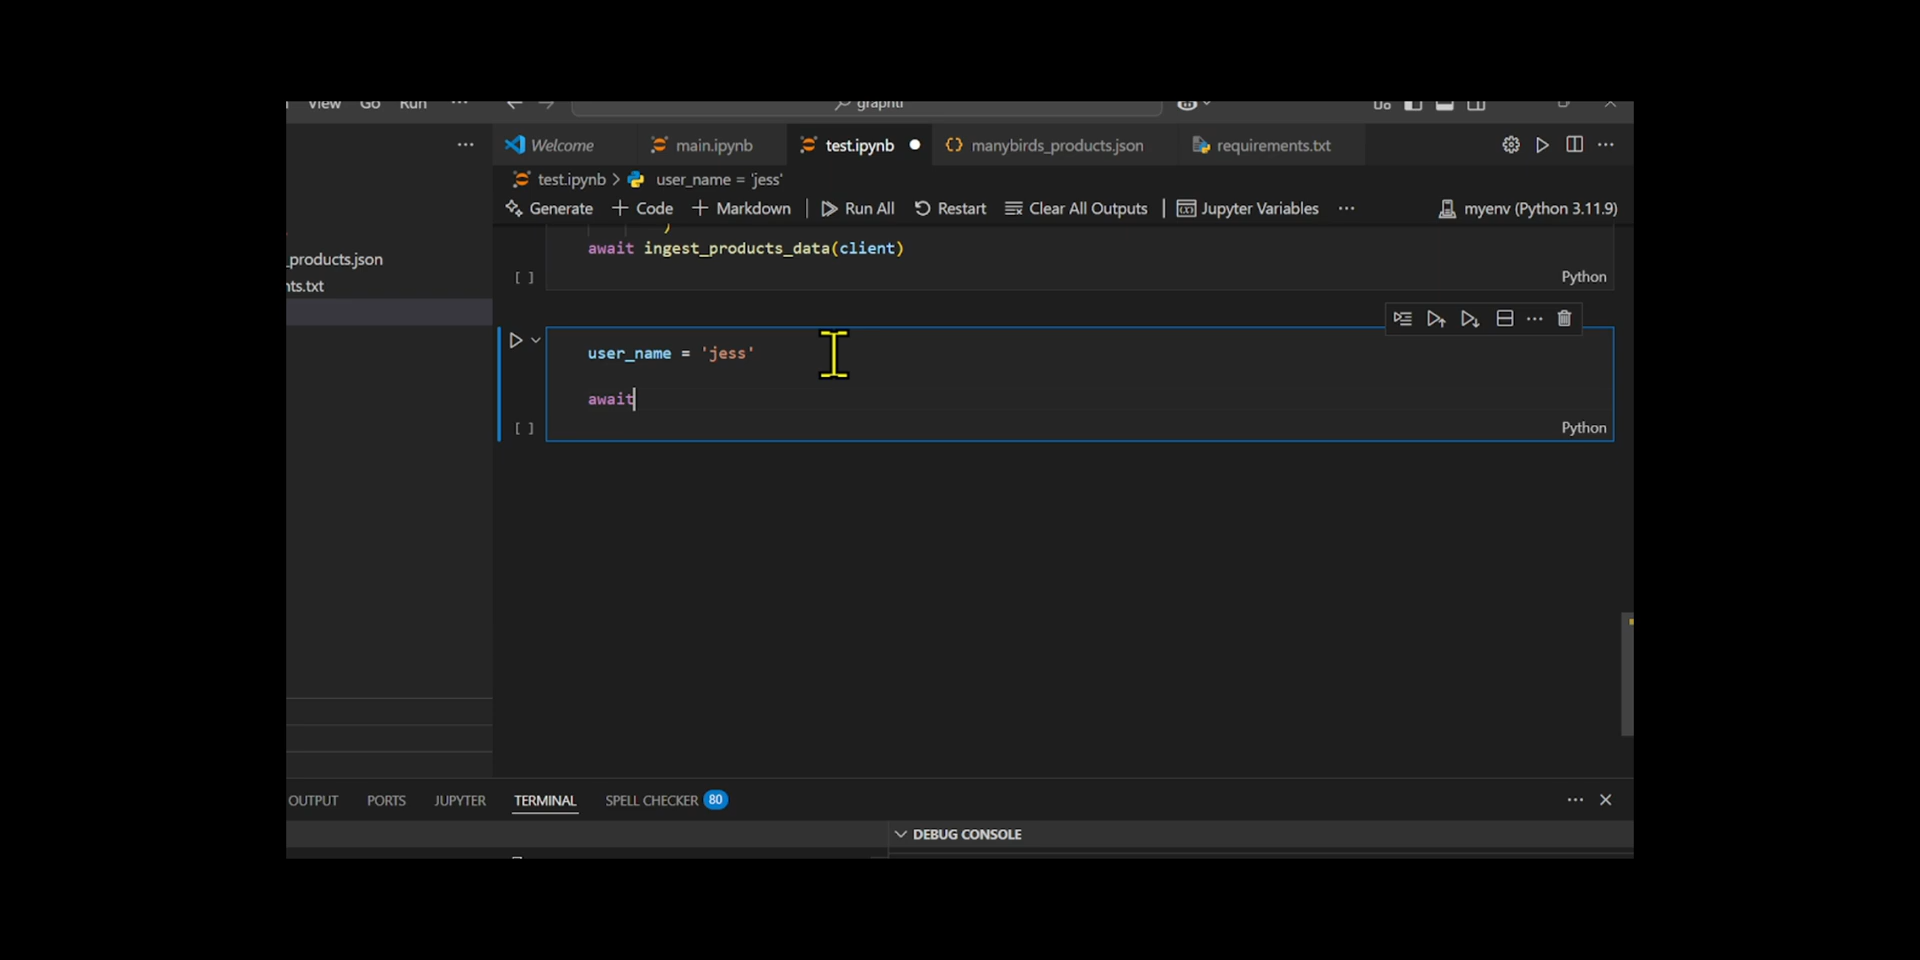 View Go Run ··· graphiti
Welcome main.ipynb test.ipynb manybirds_products.json requirements.txt
test.ipynb > user_name = 'jess'
Generate + Code + Markdown | Run All Restart Clear All Outputs | Jupyter Variables ··· myenv (Python 3.11.9)
)
await ingest_products_data(client)
_products.json
[ ] Python
nts.txt
user_name = 'jess'
await
[ ] Python
OUTPUT PORTS JUPYTER TERMINAL SPELL CHECKER 80
DEBUG CONSOLE